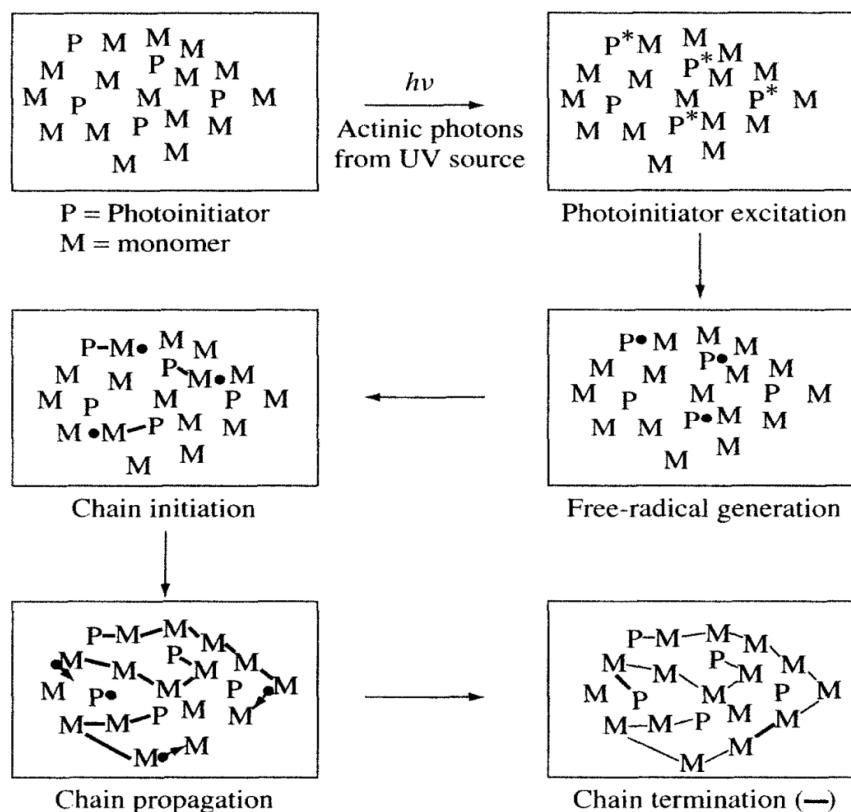 P M M M
M M P M M
M P M P M
M M P M M
M M
hν
Actinic photons
from UV source
P* M M M
M M P* M M
M P M P* M
M M P* M M
M M
P = Photoinitiator
M = monomer
Photoinitiator excitation
P–M• M M
M M P–M• M
M P M P M
M •M–P M M
M M
P• M M M
M M P• M M
M P M P M
M M P• M M
M M
Chain initiation
Free-radical generation
P–M–M–M
M M P M M
M P• M P M
M–M–P M M
M• M
P–M–M–M
M M P M M
M P M P M
M–M–P M M
M M
Chain propagation
Chain termination (—)